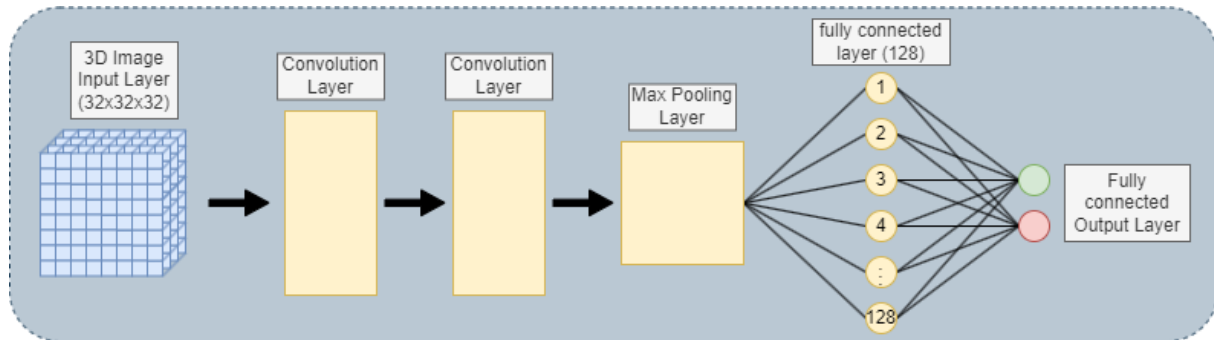 3D Image
Input Layer
(32x32x32)
Convolution
Layer
Convolution
Layer
Max Pooling
Layer
fully connected
layer (128)
1
2
3
4
:
128
Fully
connected
Output Layer